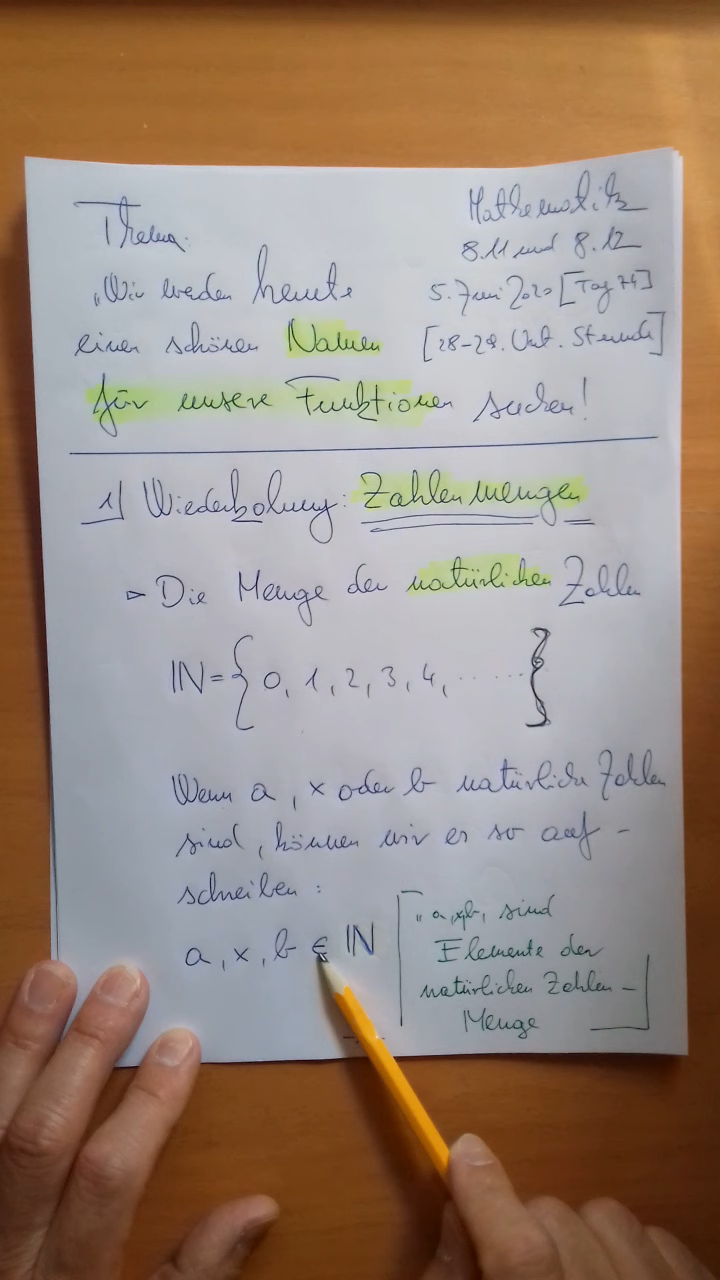 Thema:
Mathematik
8.11 und 8.12
„Wir werden heute
5. Juni 2020 [Tag 74]
einen schönen Namen
[28-29. Unt. Stunde]
für unsere Funktionen suchen!
1) Wiederholung: Zahlenmengen
▻ Die Menge der natürlichen Zahlen
IN = { 0, 1, 2, 3, 4, ....... }
Wenn a, x oder b natürliche Zahlen
sind, können wir es so auf-
schreiben:
a, x, b ∈ IN
„a, x, b, sind
Elemente der
natürlichen Zahlen-
Menge